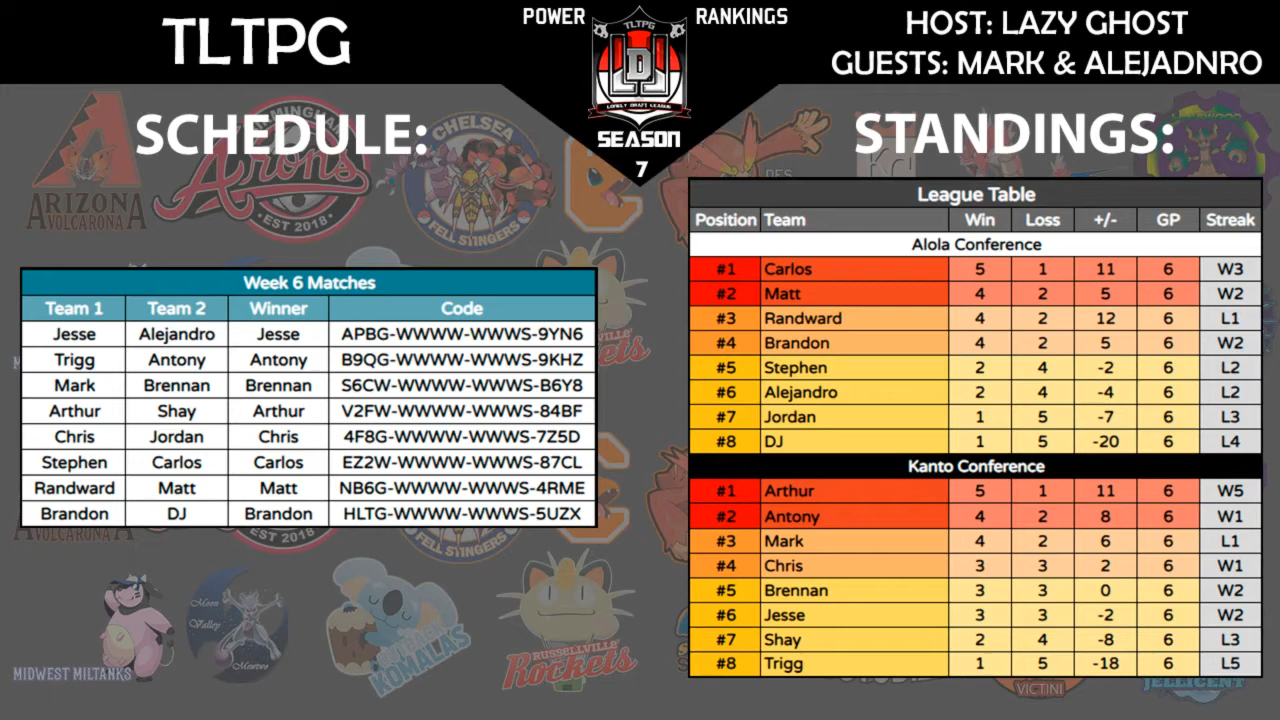 TLTPG
POWER RANKINGS
TLTPG
LDL
LONELY DRAFT LEAGUE
SEASON
7
HOST: LAZY GHOST
GUESTS: MARK & ALEJADNRO
SCHEDULE:
STANDINGS:
Week 6 Matches
Team 1 Team 2 Winner Code
Jesse Alejandro Jesse APBG-WWWW-WWWS-9YN6
Trigg Antony Antony B9QG-WWWW-WWWS-9KHZ
Mark Brennan Brennan S6CW-WWWW-WWWS-B6Y8
Arthur Shay Arthur V2FW-WWWW-WWWS-84BF
Chris Jordan Chris 4F8G-WWWW-WWWS-7Z5D
Stephen Carlos Carlos EZ2W-WWWW-WWWS-87CL
Randward Matt Matt NB6G-WWWW-WWWS-4RME
Brandon DJ Brandon HLTG-WWWW-WWWS-5UZX
League Table
Position Team Win Loss +/- GP Streak
Alola Conference
#1 Carlos 5 1 11 6 W3
#2 Matt 4 2 5 6 W2
#3 Randward 4 2 12 6 L1
#4 Brandon 4 2 5 6 W2
#5 Stephen 2 4 -2 6 L2
#6 Alejandro 2 4 -4 6 L2
#7 Jordan 1 5 -7 6 L3
#8 DJ 1 5 -20 6 L4
Kanto Conference
#1 Arthur 5 1 11 6 W5
#2 Antony 4 2 8 6 W1
#3 Mark 4 2 6 6 L1
#4 Chris 3 3 2 6 W1
#5 Brennan 3 3 0 6 W2
#6 Jesse 3 3 -2 6 W2
#7 Shay 2 4 -8 6 L3
#8 Trigg 1 5 -18 6 L5
ARIZONA
VOLCARONA
Arons
EST 2018
CHELSEA
FELL STINGERS
EST 2018
FELL STINGERS
MIDWEST MILTANKS
Moon
Valley
Mewtwo
KOMALAS
RUSSELLVILLE
Rockets
VICTINI
JELLICENT